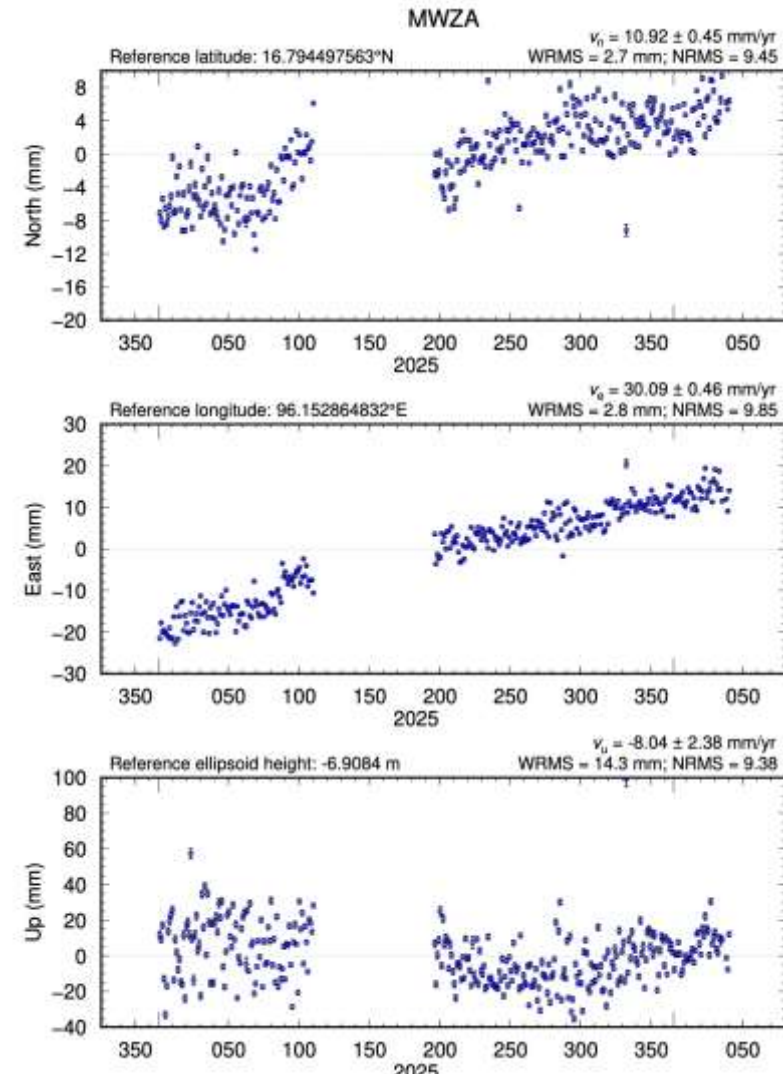 MWZA
vn = 10.92 ± 0.45 mm/yr
Reference latitude: 16.794497563°N WRMS = 2.7 mm; NRMS = 9.45
8
4
0
−4
−8
−12
−16
−20
North (mm)
350 050 100 150 200 250 300 350 050
2025
ve = 30.09 ± 0.46 mm/yr
Reference longitude: 96.152864832°E WRMS = 2.8 mm; NRMS = 9.85
30
20
10
0
−10
−20
−30
East (mm)
350 050 100 150 200 250 300 350 050
2025
vu = -8.04 ± 2.38 mm/yr
Reference ellipsoid height: -6.9084 m WRMS = 14.3 mm; NRMS = 9.38
100
80
60
40
20
0
−20
−40
Up (mm)
350 050 100 150 200 250 300 350 050
2025